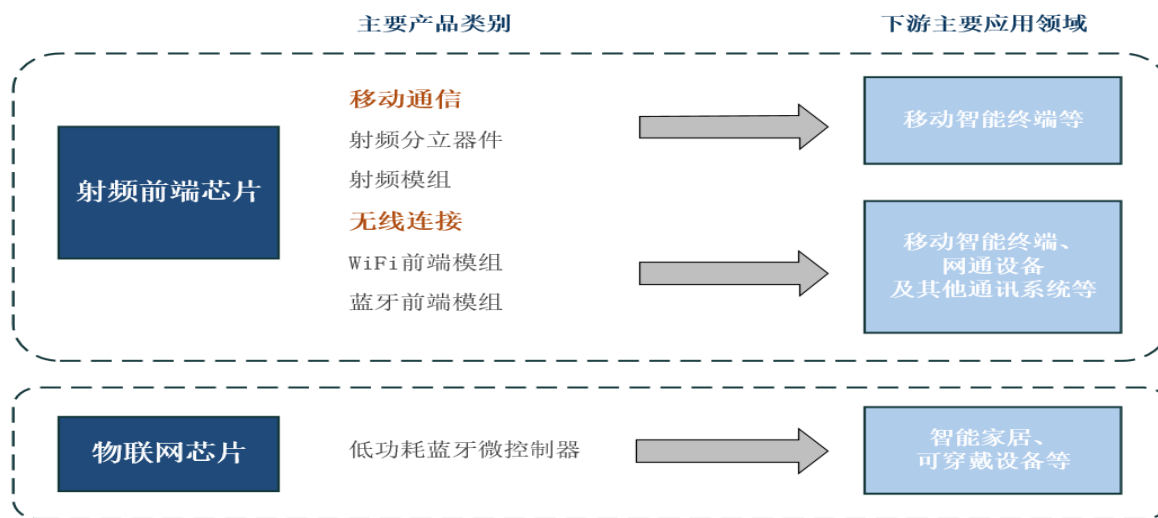 主要产品类别
下游主要应用领域
射频前端芯片
移动通信
射频分立器件
射频模组
移动智能终端等
无线连接
WiFi前端模组
蓝牙前端模组
移动智能终端、
网通设备
及其他通讯系统等
物联网芯片
低功耗蓝牙微控制器
智能家居、
可穿戴设备等